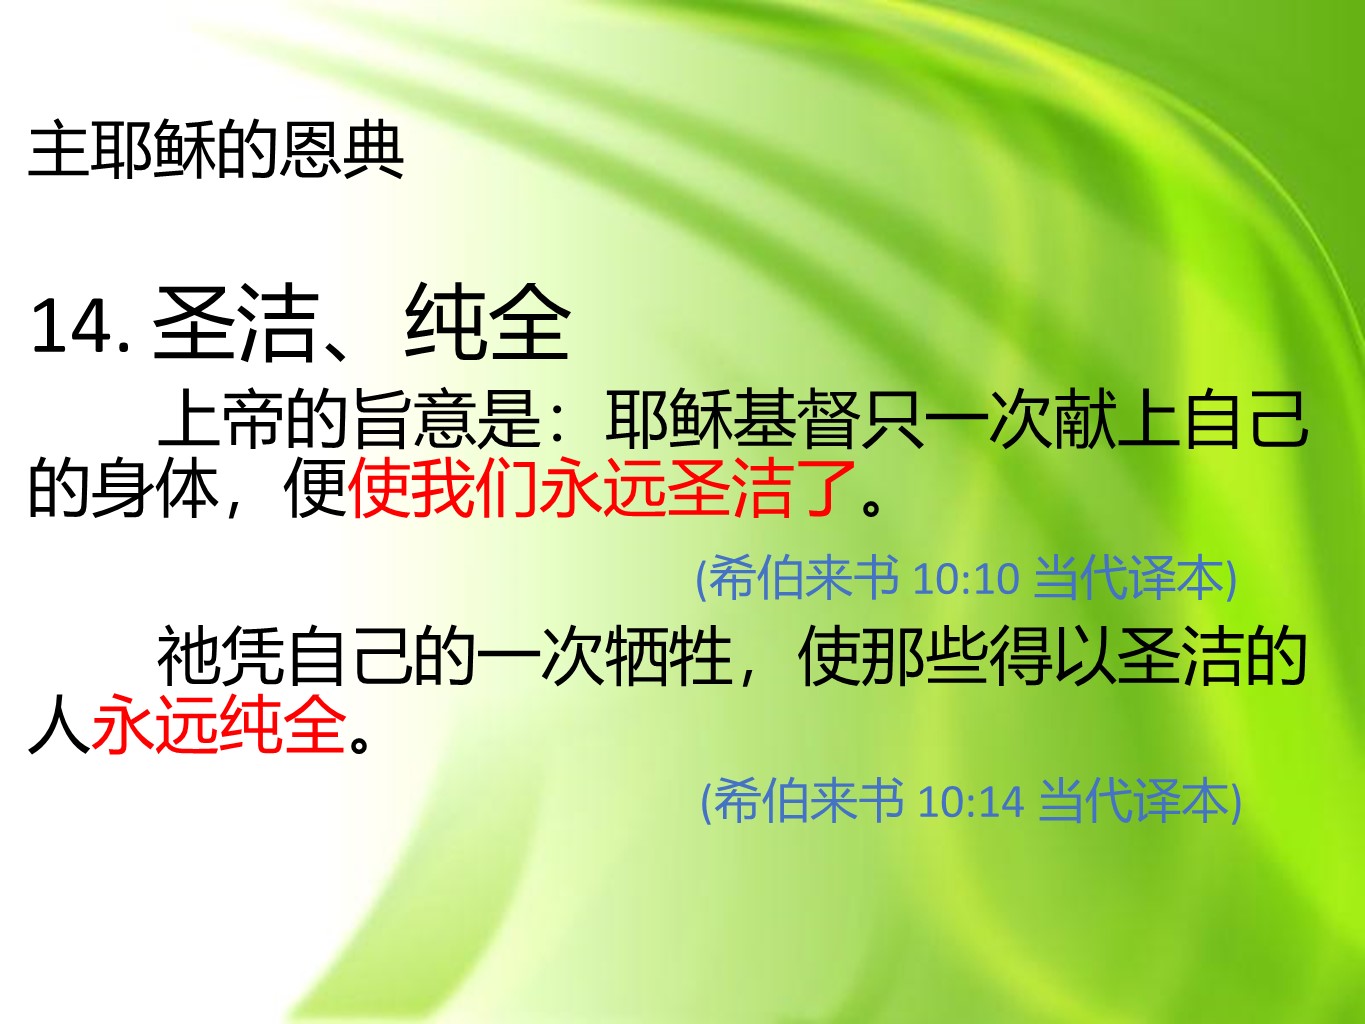 主耶稣的恩典
14. 圣洁、纯全
上帝的旨意是：耶稣基督只一次献上自己
的身体，便使我们永远圣洁了。
(希伯来书 10:10 当代译本)
祂凭自己的一次牺牲，使那些得以圣洁的
人永远纯全。
(希伯来书 10:14 当代译本)